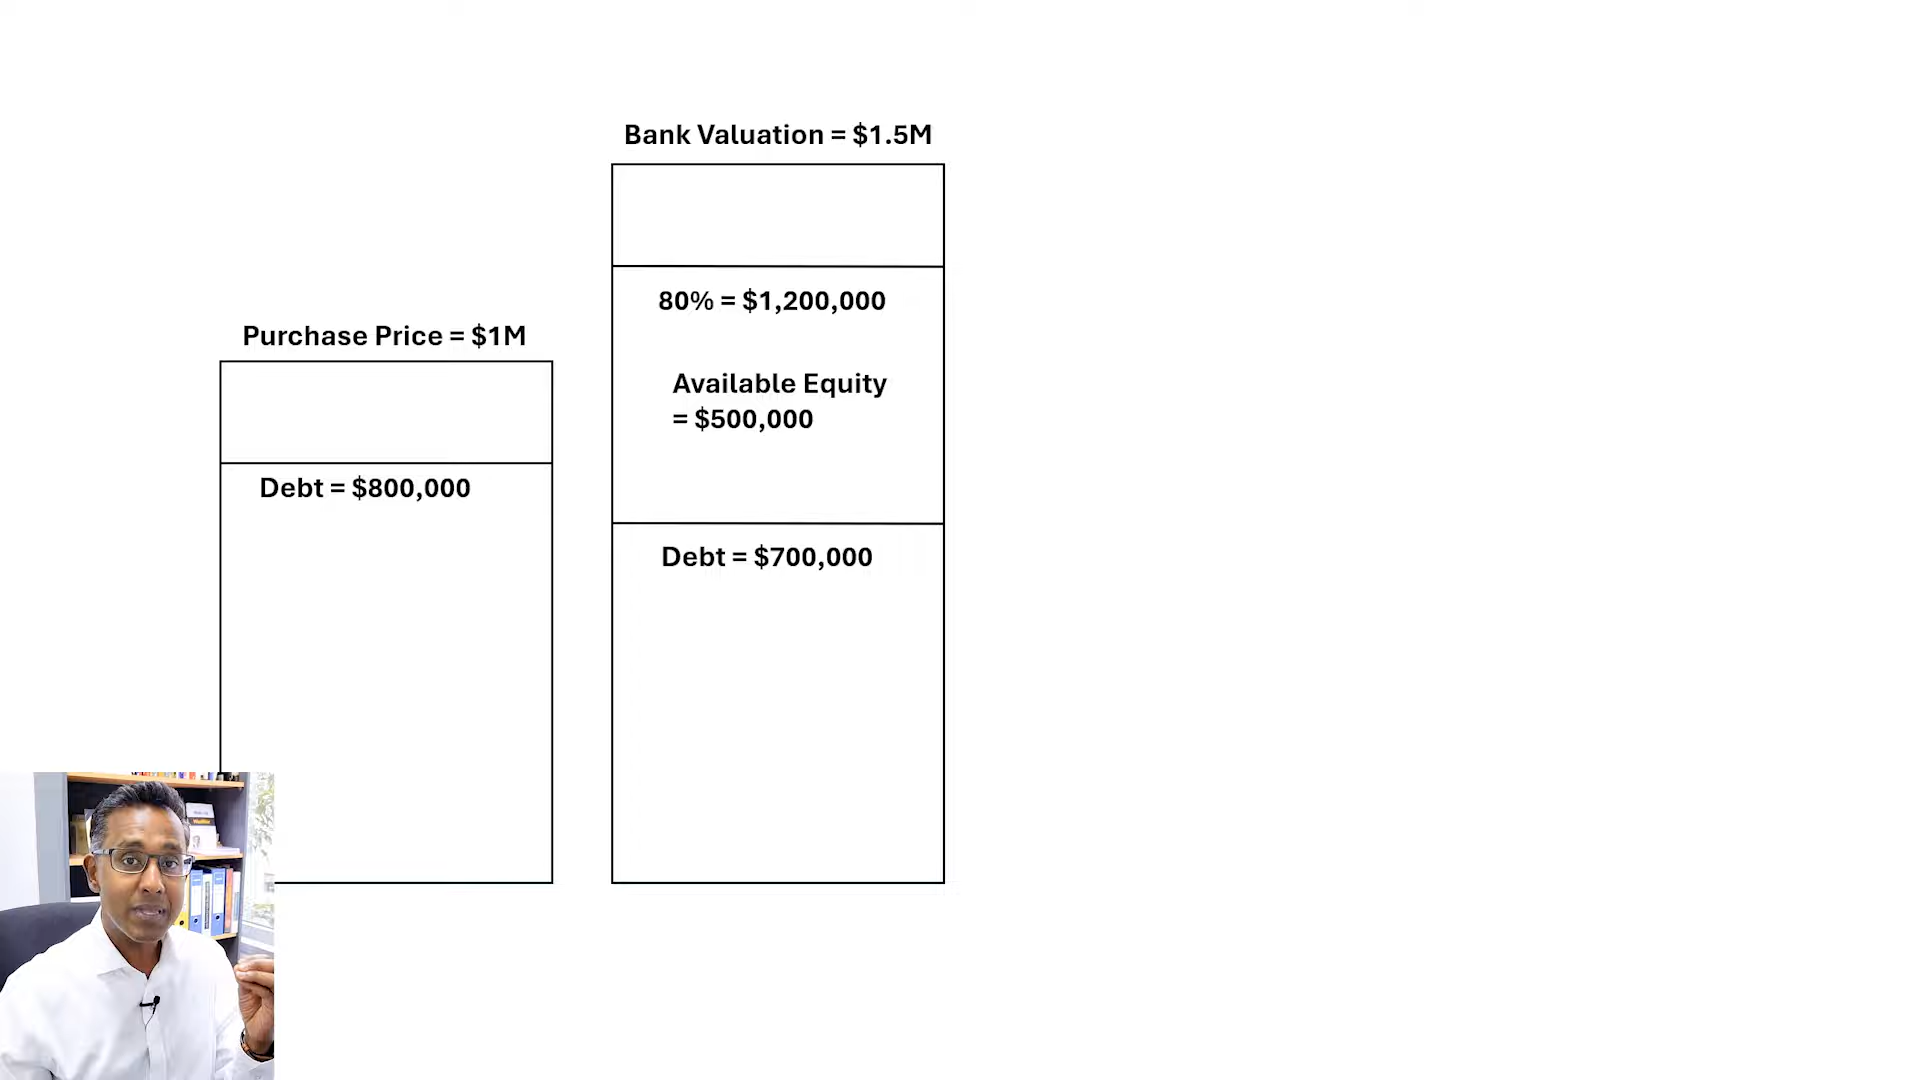 Bank Valuation = $1.5M
80% = $1,200,000
Purchase Price = $1M
Available Equity
= $500,000
Debt = $800,000
Debt = $700,000